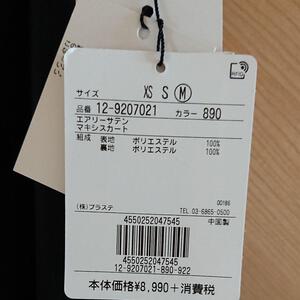 サイズ XS S M
品番 12-9207021 カラー 890
エアリーサテン
マキシスカート
組成 表地 ポリエステル 100%
裏地 ポリエステル 100%
00186
(株)プラステ TEL 03-6865-0500
4550252047545 中国製
4550252047545
12-9207021-890-922
本体価格¥8,990+消費税